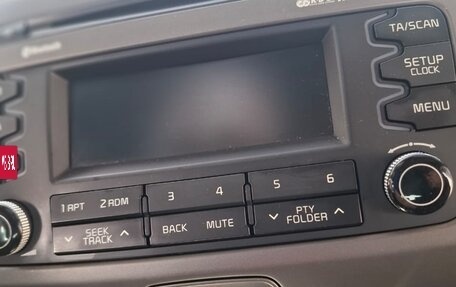 TA/SCAN
Bluetooth
SETUP
CLOCK
MENU
1 RPT 2 RDM 3 4 5 6
SEEK
TRACK
BACK MUTE
PTY
FOLDER